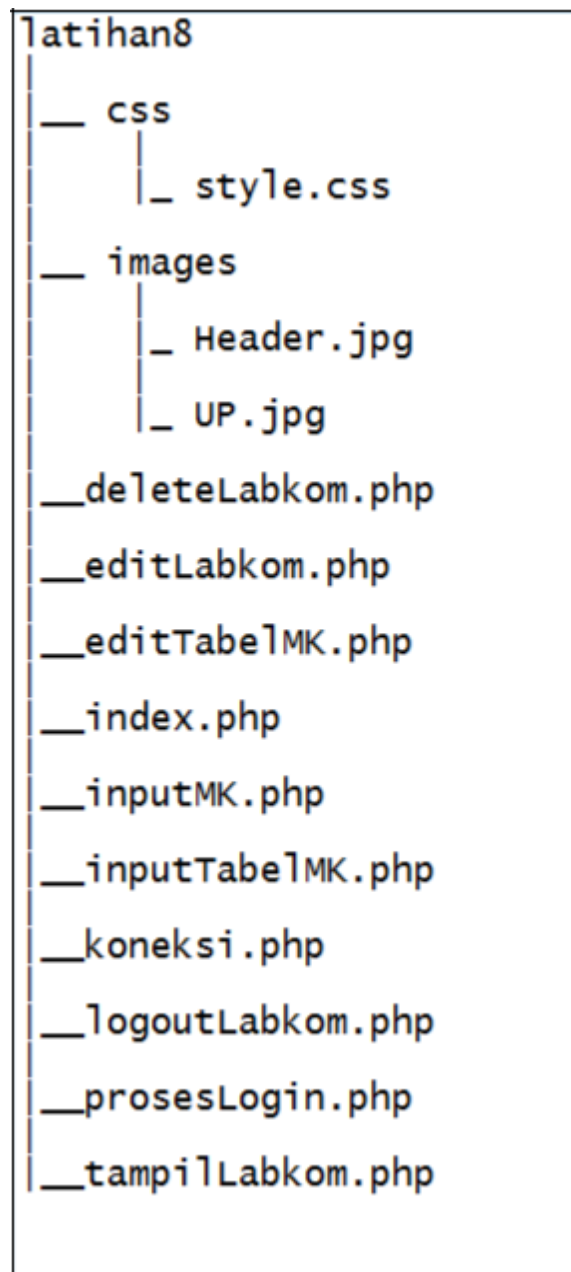 latihan8
|
|__ css
|    |
|    |_ style.css
|
|__ images
|    |
|    |_ Header.jpg
|    |
|    |_ UP.jpg
|
|__deleteLabkom.php
|
|__editLabkom.php
|
|__editTabelMK.php
|
|__index.php
|
|__inputMK.php
|
|__inputTabelMK.php
|
|__koneksi.php
|
|__logoutLabkom.php
|
|__prosesLogin.php
|
|__tampilLabkom.php